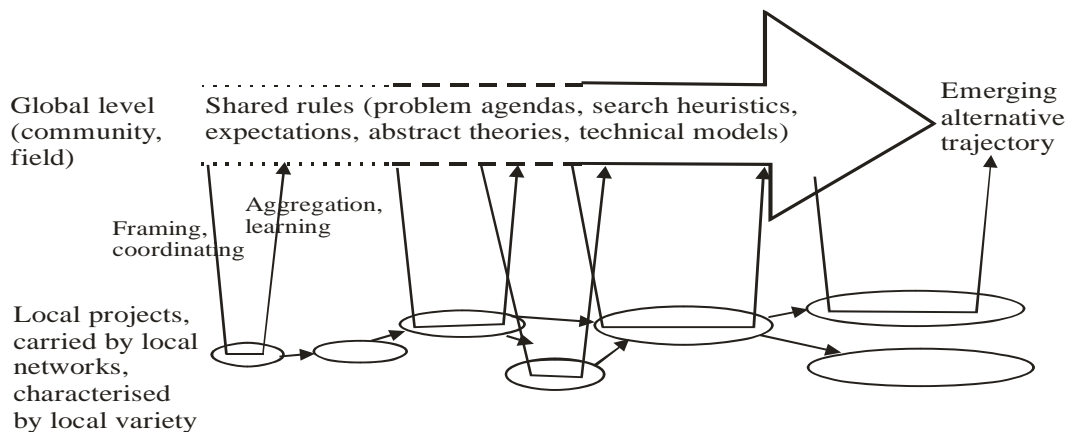 Global level
(community,
field)
Shared rules (problem agendas, search heuristics,
expectations, abstract theories, technical models)
Emerging
alternative
trajectory
Framing,
coordinating
Aggregation,
learning
Local projects,
carried by local
networks,
characterised
by local variety